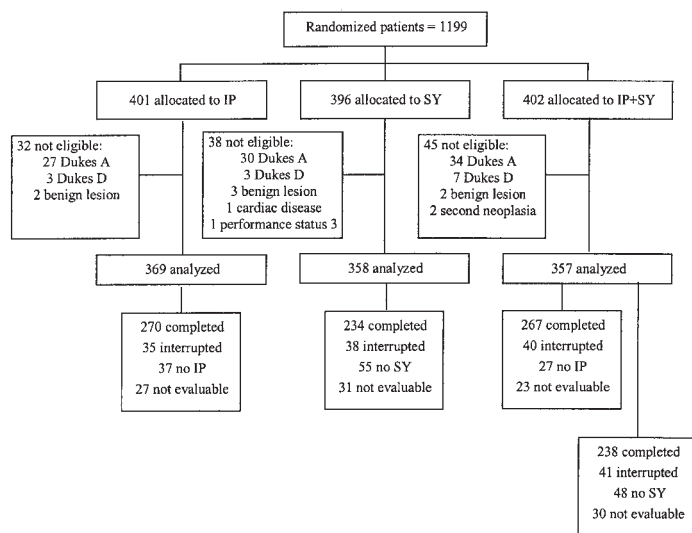 Randomized patients = 1199
401 allocated to IP
396 allocated to SY
402 allocated to IP+SY
32 not eligible:
27 Dukes A
3 Dukes D
2 benign lesion
38 not eligible:
30 Dukes A
3 Dukes D
3 benign lesion
1 cardiac disease
1 performance status 3
45 not eligible:
34 Dukes A
7 Dukes D
2 benign lesion
2 second neoplasia
369 analyzed
358 analyzed
357 analyzed
270 completed
35 interrupted
37 no IP
27 not evaluable
234 completed
38 interrupted
55 no SY
31 not evaluable
267 completed
40 interrupted
27 no IP
23 not evaluable
238 completed
41 interrupted
48 no SY
30 not evaluable